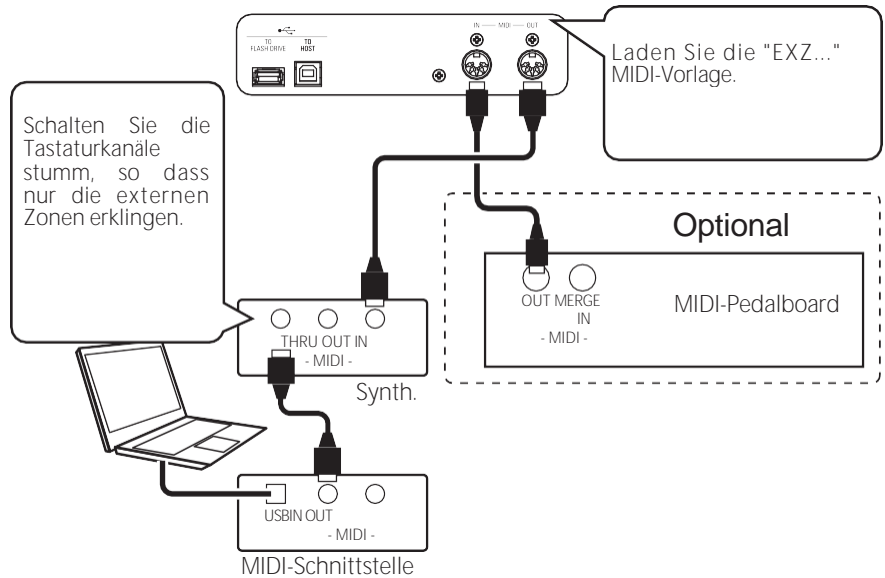 IN MIDI OUT
TO FLASH DRIVE
TO HOST
Laden Sie die "EXZ..."
MIDI-Vorlage.
Schalten Sie die
Tastaturkanäle
stumm, so dass
nur die externen
Zonen erklingen.
Optional
OUT MERGE
IN
- MIDI -
MIDI-Pedalboard
THRU OUT IN
- MIDI -
Synth.
USBIN OUT
- MIDI -
MIDI-Schnittstelle